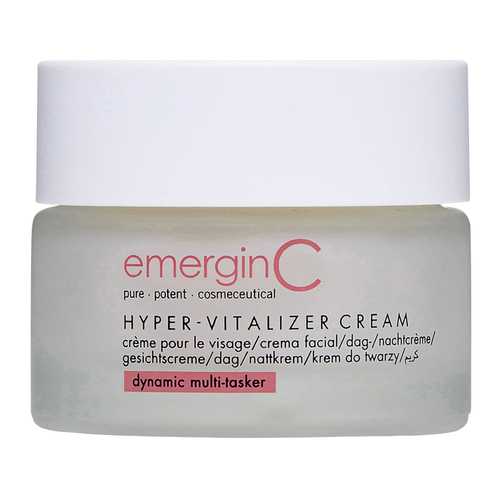 emerginC
pure · potent · cosmeceutical
HYPER-VITALIZER CREAM
crème pour le visage/crema facial/dag-/nachtcrème/
gesichtscreme/dag/nattkrem/krem do twarzy/كريم
dynamic multi-tasker